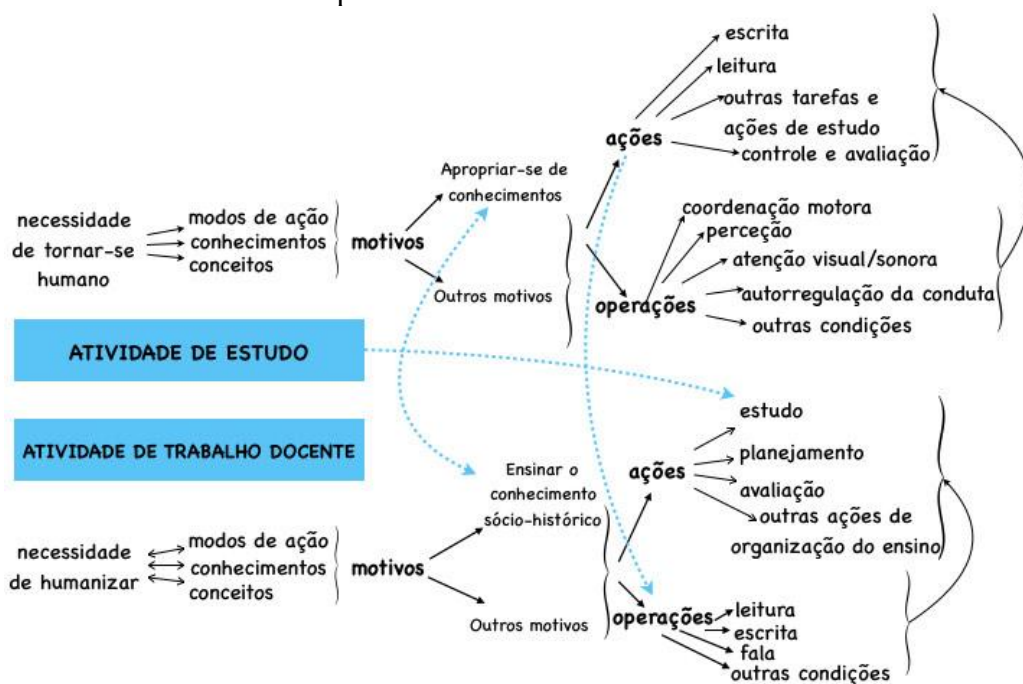 escrita
leitura
outras tarefas e
ações de estudo
controle e avaliação
ações
Apropriar-se de
conhecimentos
necessidade
de tornar-se
humano
modos de ação
conhecimentos
conceitos
motivos
Outros motivos
coordenação motora
perceção
atenção visual/sonora
autorregulação da conduta
outras condições
operações
ATIVIDADE DE ESTUDO
ATIVIDADE DE TRABALHO DOCENTE
estudo
planejamento
avaliação
outras ações de
organização do ensino
ações
Ensinar o
conhecimento
sócio-histórico
necessidade
de humanizar
modos de ação
conhecimentos
conceitos
motivos
Outros motivos
operações
leitura
escrita
fala
outras condições